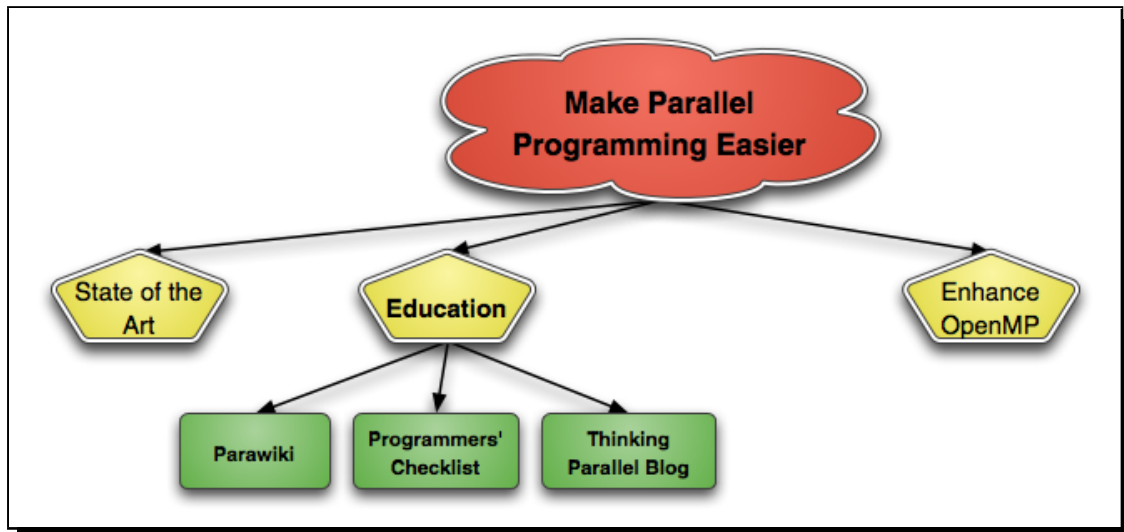 Make Parallel
Programming Easier
State of the
Art
Education
Enhance
OpenMP
Parawiki
Programmers'
Checklist
Thinking
Parallel Blog